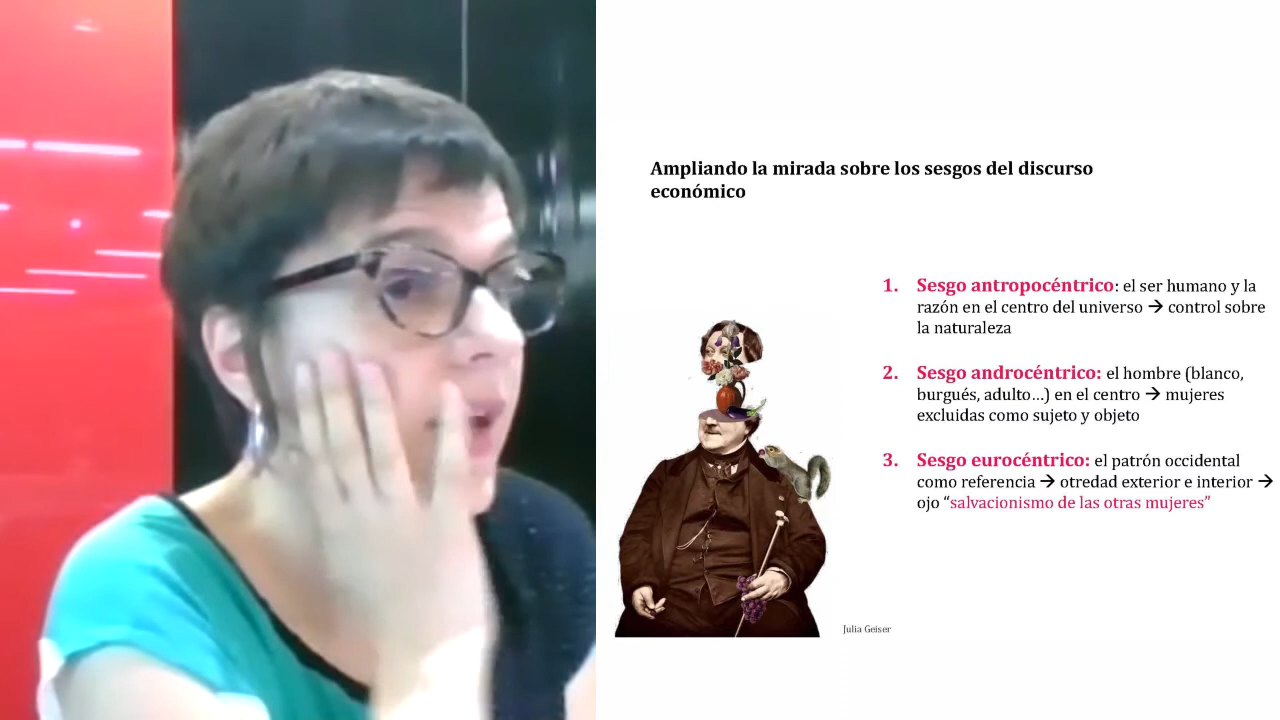 Ampliando la mirada sobre los sesgos del discurso
económico
1. Sesgo antropocéntrico: el ser humano y la
razón en el centro del universo → control sobre
la naturaleza
2. Sesgo androcéntrico: el hombre (blanco,
burgués, adulto…) en el centro → mujeres
excluidas como sujeto y objeto
3. Sesgo eurocéntrico: el patrón occidental
como referencia → otredad exterior e interior →
ojo “salvacionismo de las otras mujeres”
Julia Geiser